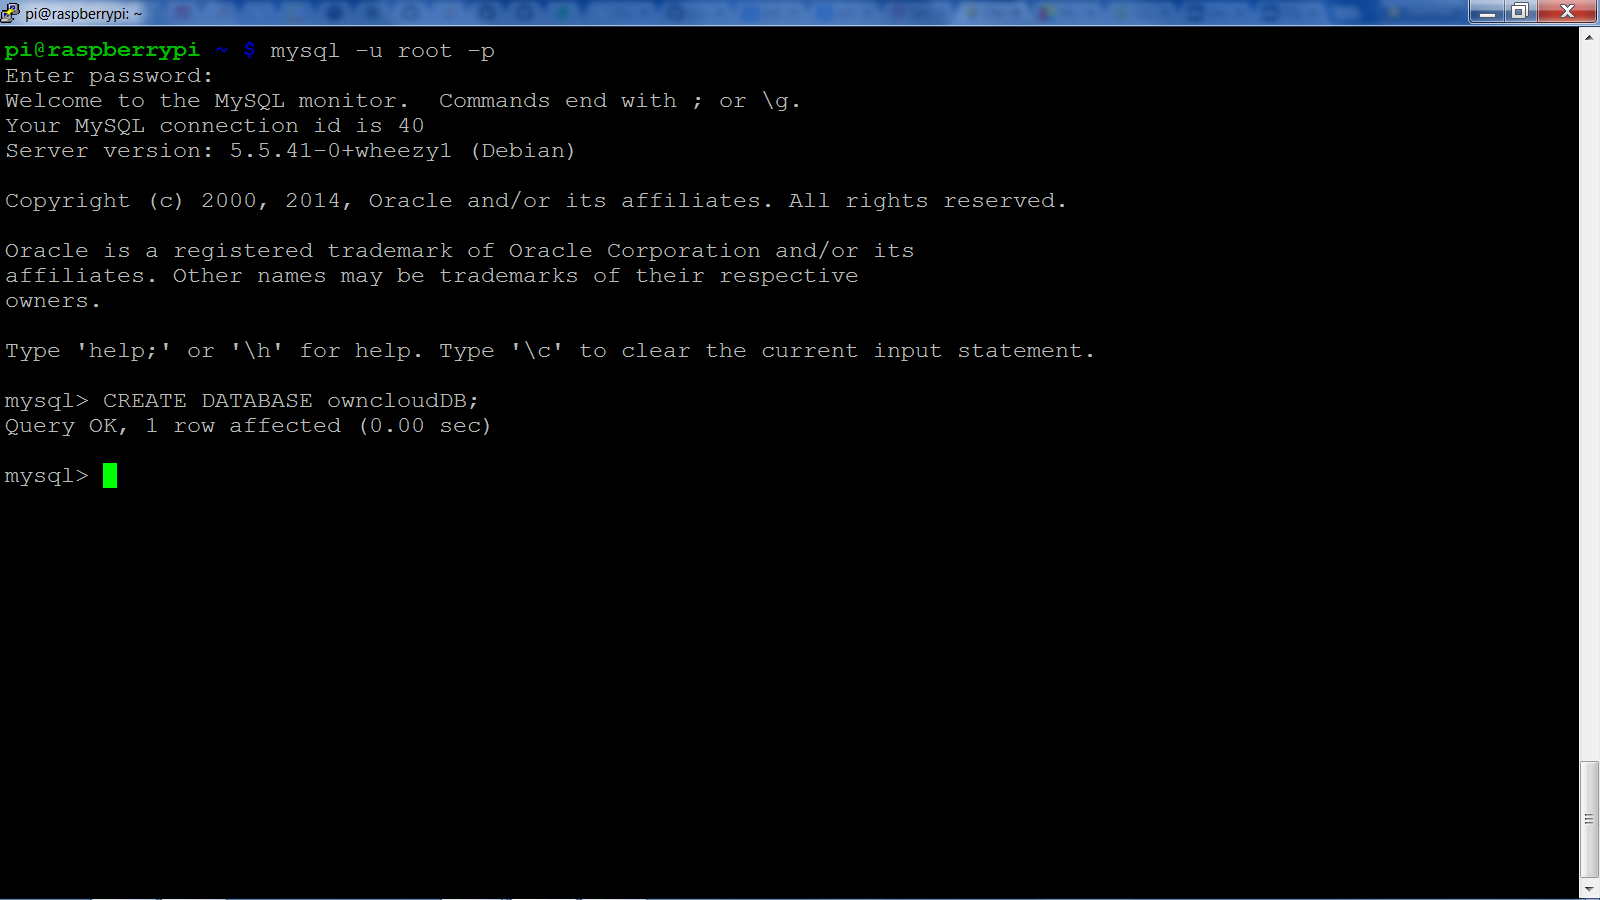 pi@raspberrypi: ~
pi@raspberrypi ~ $ mysql -u root -p
Enter password:
Welcome to the MySQL monitor.  Commands end with ; or \g.
Your MySQL connection id is 40
Server version: 5.5.41-0+wheezy1 (Debian)
Copyright (c) 2000, 2014, Oracle and/or its affiliates. All rights reserved.
Oracle is a registered trademark of Oracle Corporation and/or its
affiliates. Other names may be trademarks of their respective
owners.
Type 'help;' or '\h' for help. Type '\c' to clear the current input statement.
mysql> CREATE DATABASE owncloudDB;
Query OK, 1 row affected (0.00 sec)
mysql>